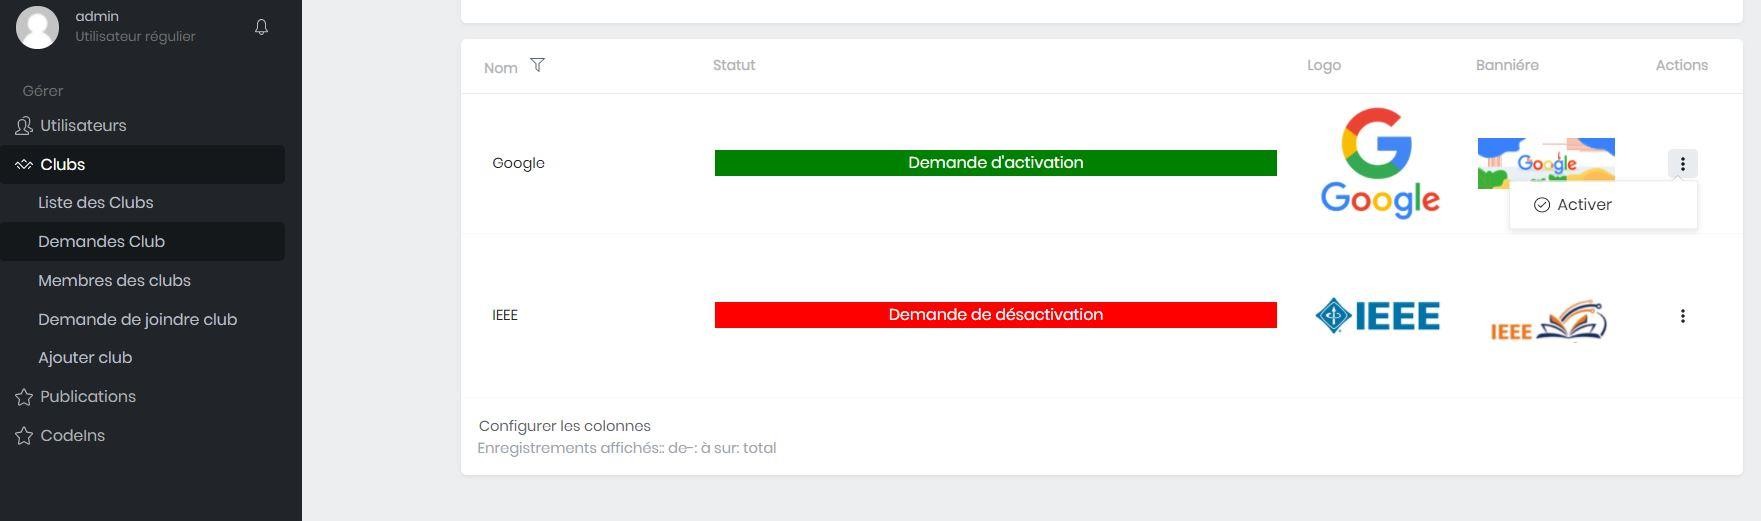 admin
Utilisateur régulier
Gérer
Utilisateurs
Clubs
Liste des Clubs
Demandes Club
Membres des clubs
Demande de joindre club
Ajouter club
Publications
CodeIns
Nom Statut Logo Banniére Actions
Google Demande d'activation Google Google
Activer
IEEE Demande de désactivation IEEE IEEE
Configurer les colonnes
Enregistrements affichés:: de-: à sur: total